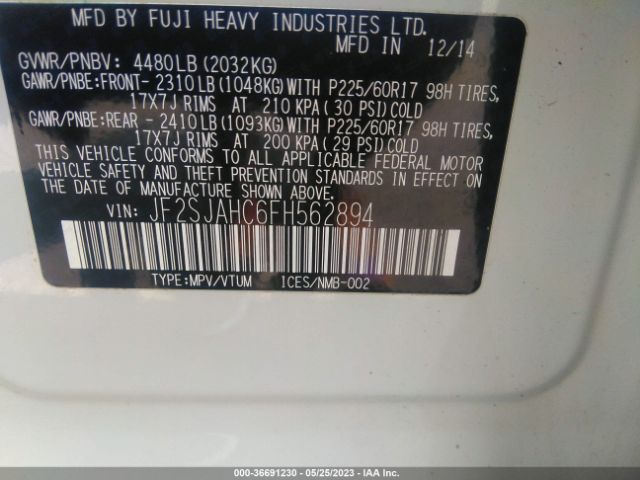 MFD BY FUJI HEAVY INDUSTRIES LTD.
MFD IN 12/14
GVWR/PNBV: 4480LB(2032KG)
GAWR/PNBE:FRONT- 2310LB(1048KG)WITH P225/60R17 98H TIRES,
17X7J RIMS AT 210 KPA(30 PSI)COLD
GAWR/PNBE:REAR - 2410LB(1093KG)WITH P225/60R17 98H TIRES,
17X7J RIMS AT 200 KPA(29 PSI)COLD
THIS VEHICLE CONFORMS TO ALL APPLICABLE FEDERAL MOTOR
VEHICLE SAFETY AND THEFT PREVENTION STANDARDS IN EFFECT
ON THE DATE OF MANUFACTURE SHOWN ABOVE.
VIN: JF2SJAHC6FH562894
TYPE:MPV/VTUM ICES/NMB-002
000-36691230 - 05/25/2023 - IAA Inc.